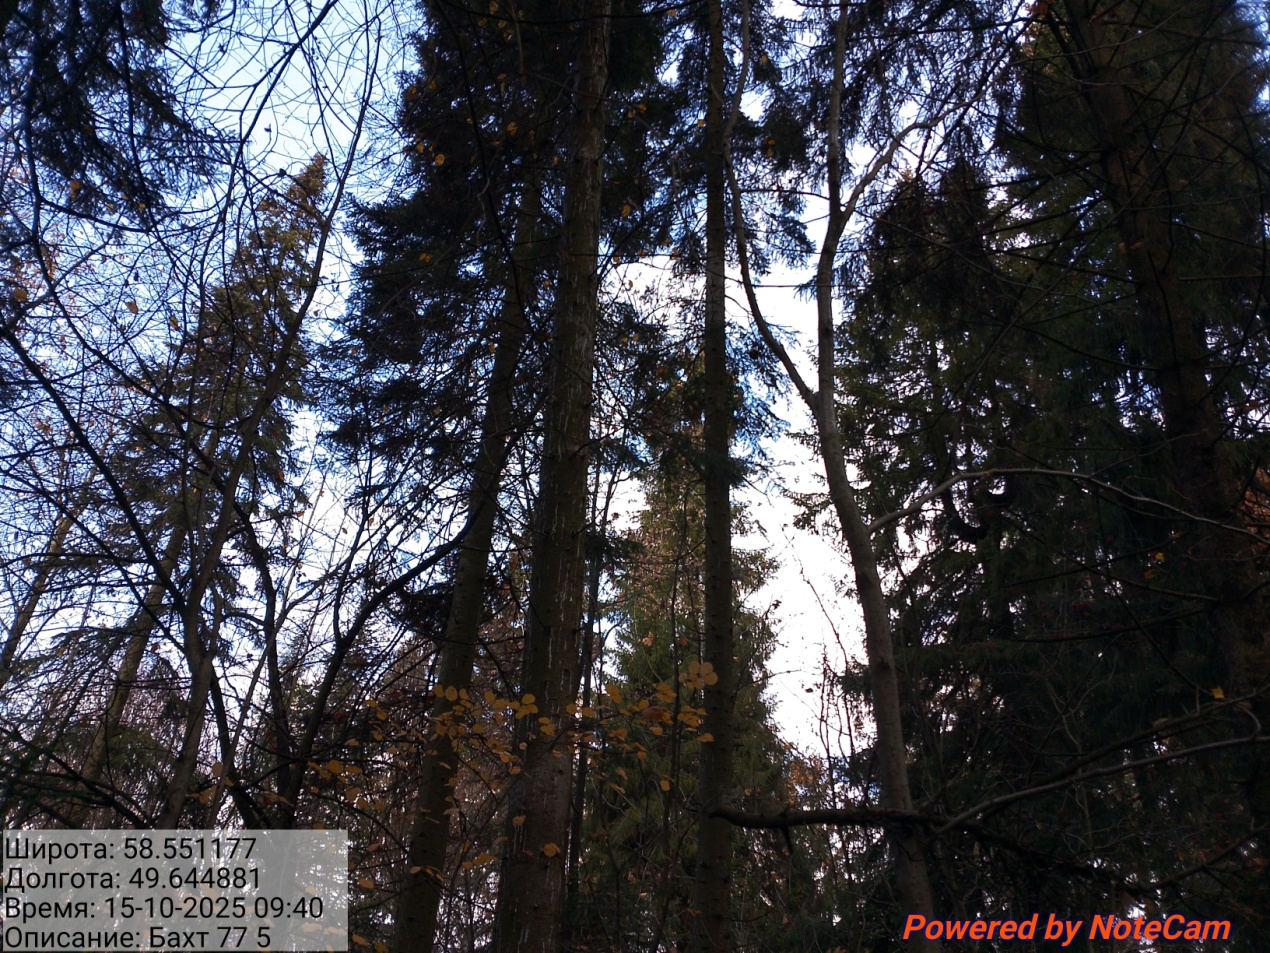 Широта: 58.551177
Долгота: 49.644881
Время: 15-10-2025 09:40
Описание: Бахт 77 5
Powered by NoteCam